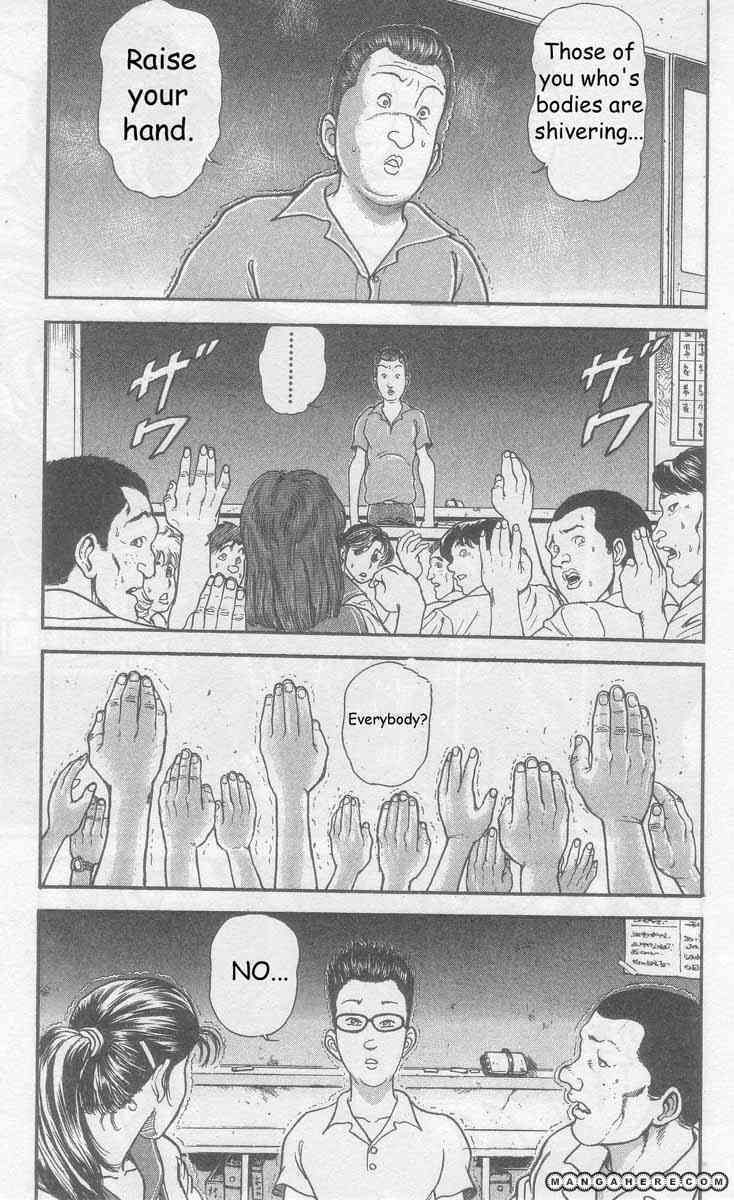 Those of
you who's
bodies are
shivering...
Raise
your
hand.
..........
ザワ
ザワ
Everybody?
NO...
MANGAHERE.COM